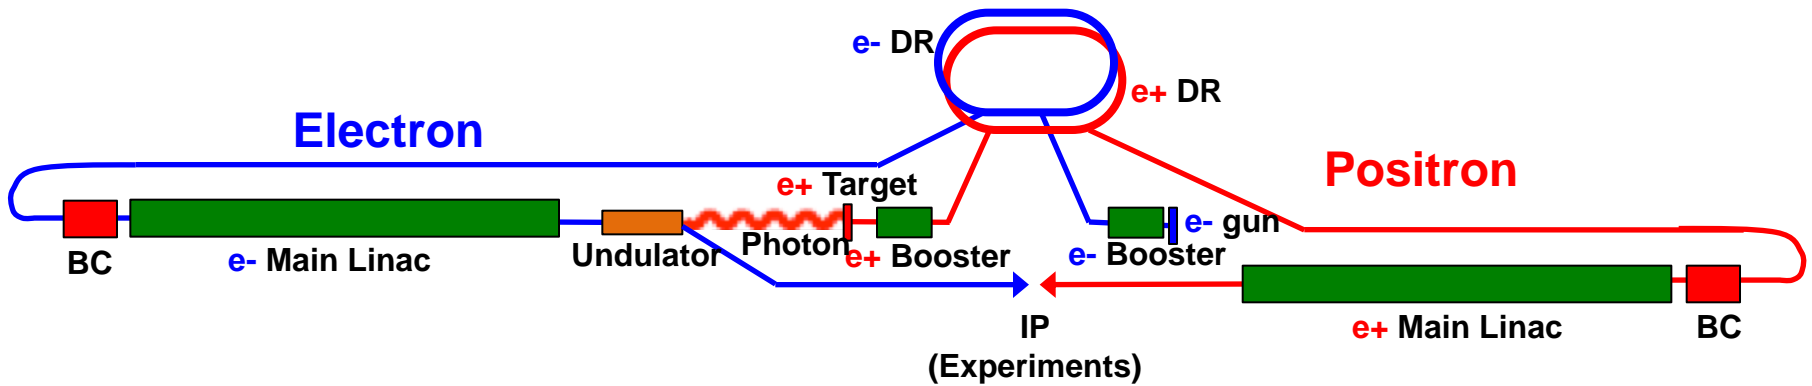 e- DR
e+ DR
Electron
Positron
e+ Target
e- gun
Photon
Undulator
e+ Booster
e- Booster
BC
e- Main Linac
IP
(Experiments)
e+ Main Linac
BC